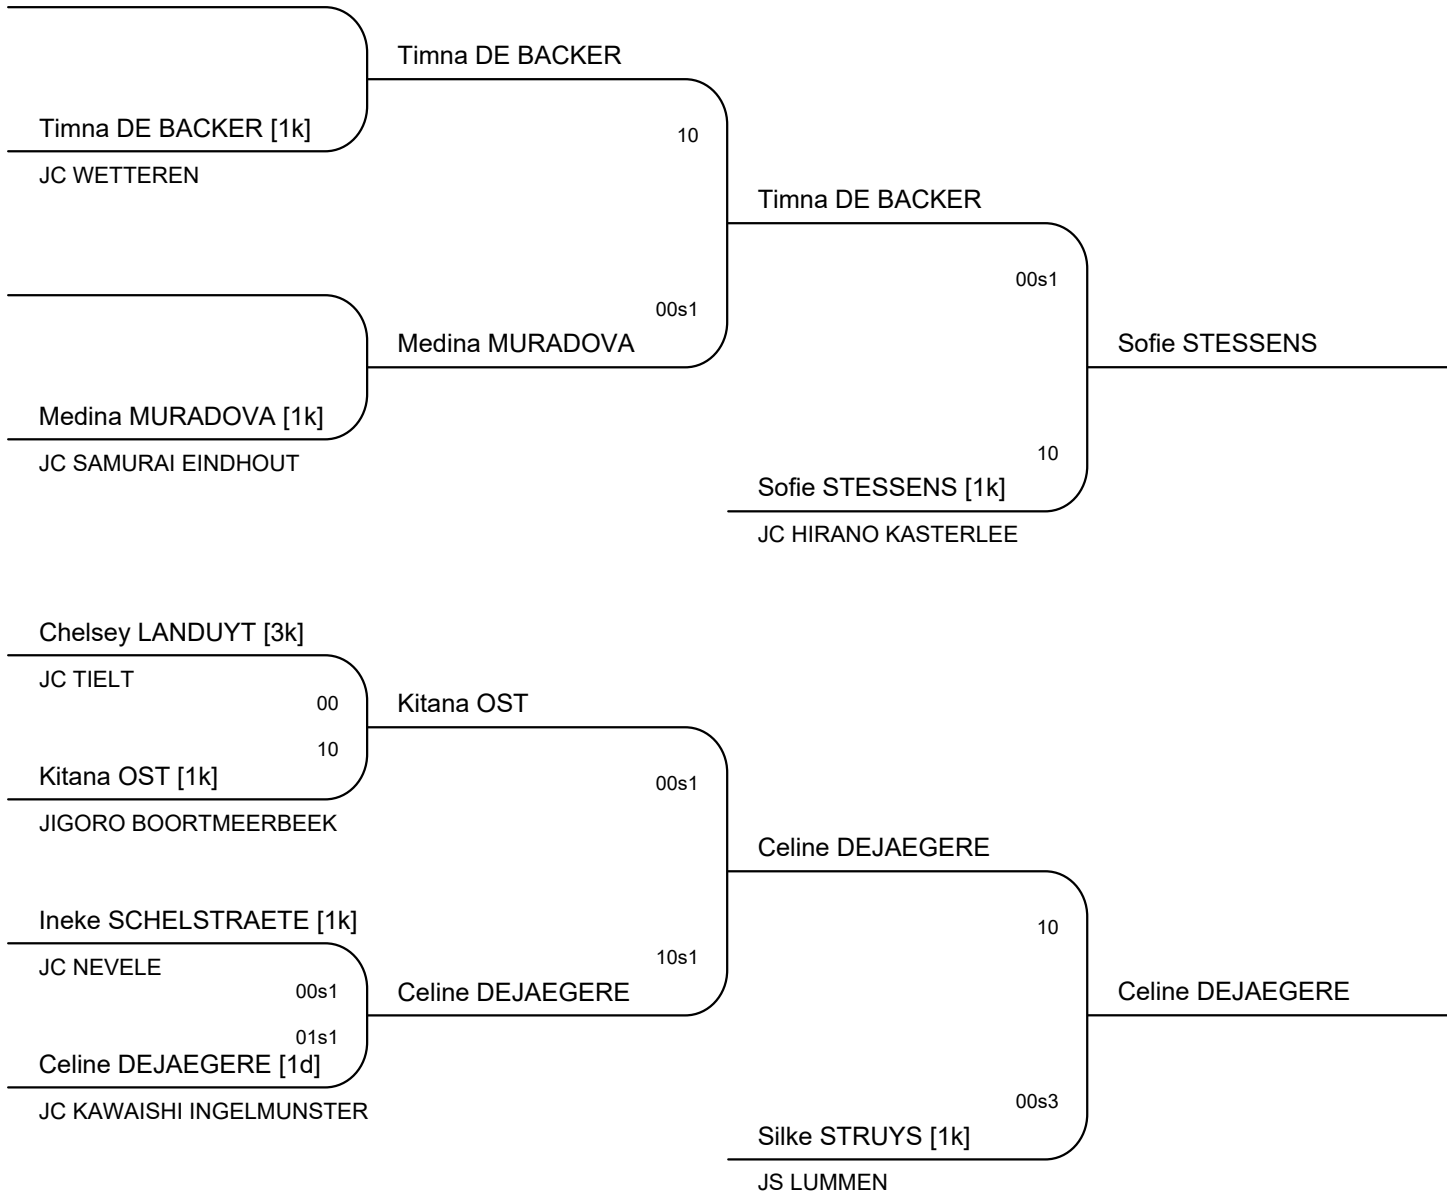 Timna DE BACKER
Timna DE BACKER [1k]
10
JC WETTEREN
Timna DE BACKER
00s1
00s1
Medina MURADOVA
Sofie STESSENS
Medina MURADOVA [1k]
10
JC SAMURAI EINDHOUT
Sofie STESSENS [1k]
JC HIRANO KASTERLEE
Chelsey LANDUYT [3k]
JC TIELT
00
Kitana OST
10
Kitana OST [1k]
00s1
JIGORO BOORTMEERBEEK
Celine DEJAEGERE
Ineke SCHELSTRAETE [1k]
10
JC NEVELE
10s1
00s1
Celine DEJAEGERE
Celine DEJAEGERE
01s1
Celine DEJAEGERE [1d]
JC KAWAISHI INGELMUNSTER
00s3
Silke STRUYS [1k]
JS LUMMEN